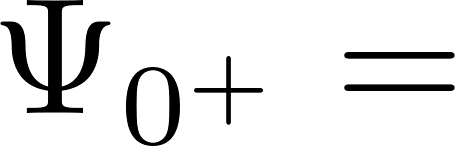 Ψ₀₊ =